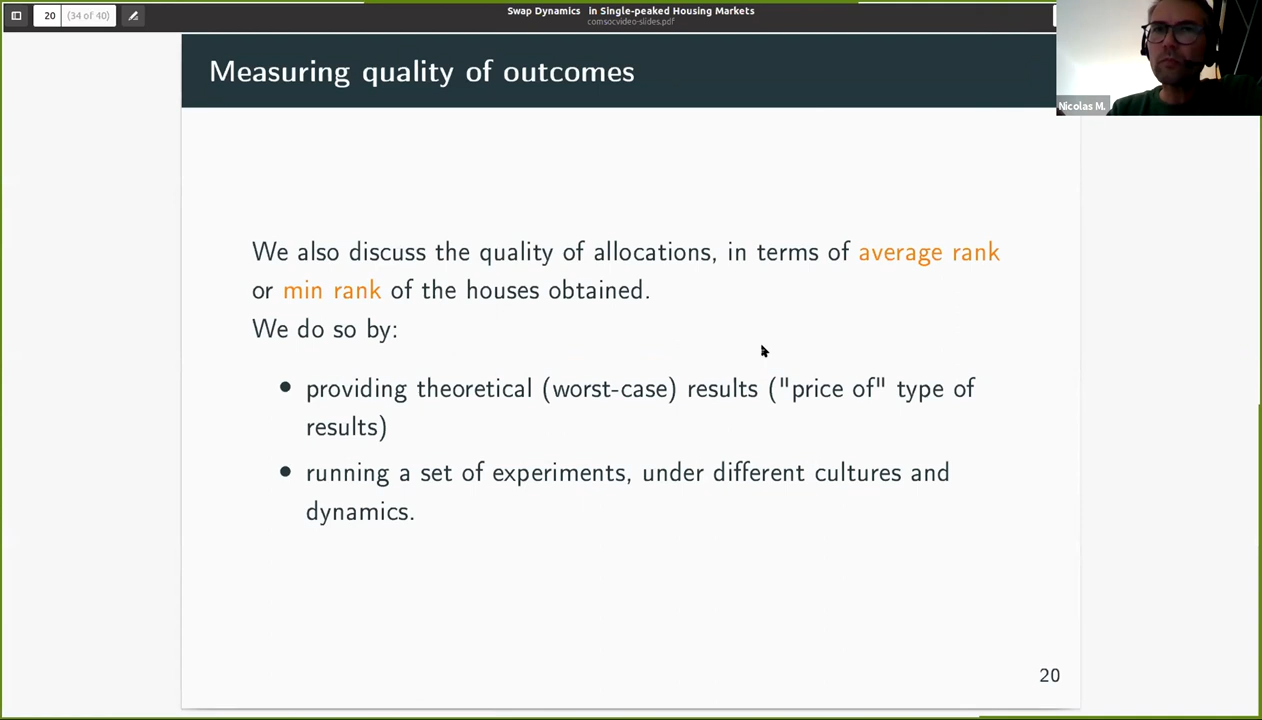 20 (34 of 40)
Swap Dynamics in Single-peaked Housing Markets
comsocvideo-slides.pdf
Nicolas M.
Measuring quality of outcomes
We also discuss the quality of allocations, in terms of average rank
or min rank of the houses obtained.
We do so by:
• providing theoretical (worst-case) results ("price of" type of
results)
• running a set of experiments, under different cultures and
dynamics.
20